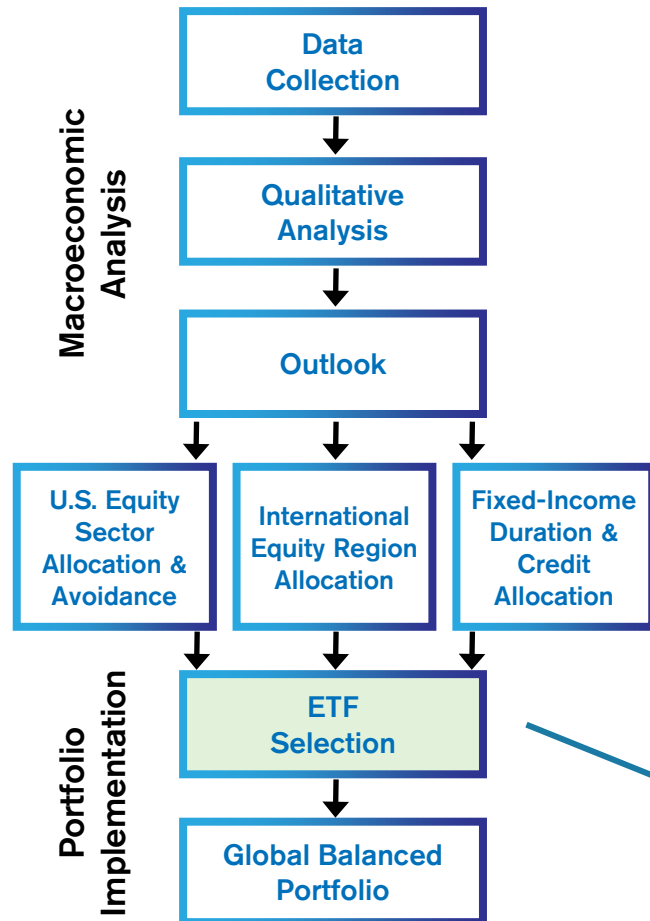 Macroeconomic
Analysis
Data
Collection
Qualitative
Analysis
Outlook
U.S. Equity
Sector
Allocation &
Avoidance
International
Equity Region
Allocation
Fixed-Income
Duration &
Credit
Allocation
Portfolio
Implementation
ETF
Selection
Global Balanced
Portfolio